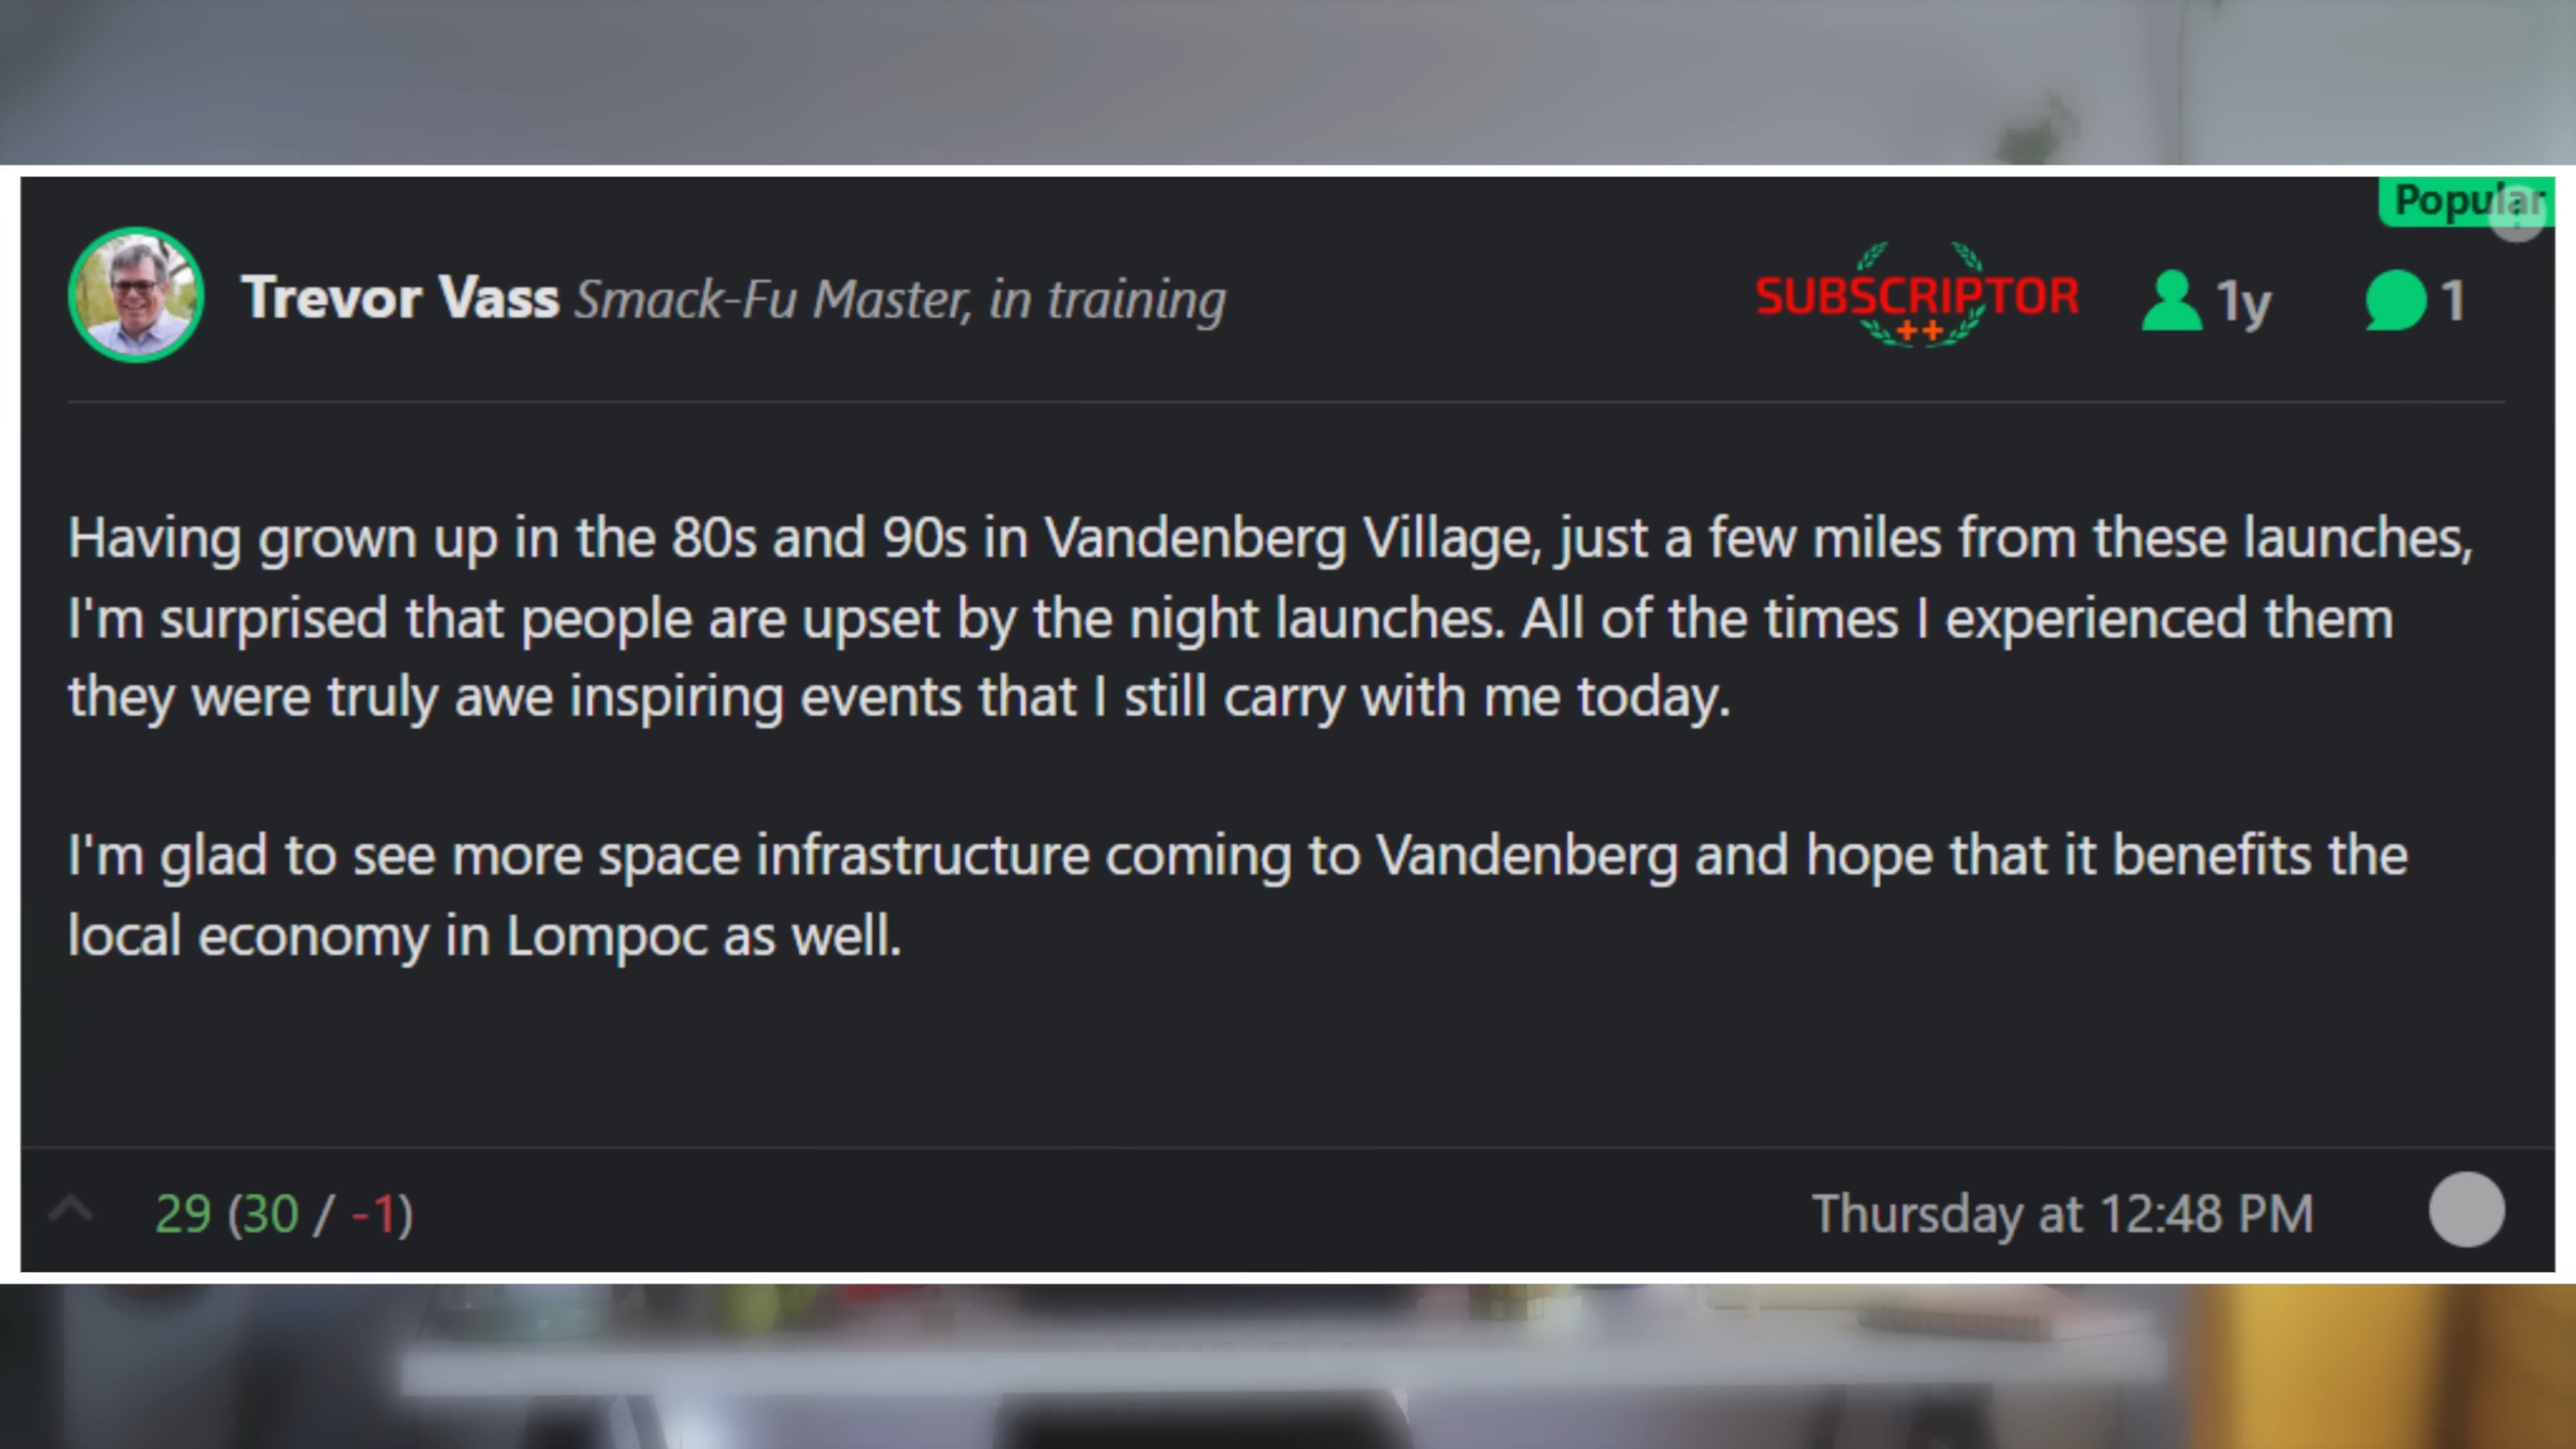 Popular
Trevor Vass Smack-Fu Master, in training
SUBSCRIPTOR
++
1y
1
Having grown up in the 80s and 90s in Vandenberg Village, just a few miles from these launches,
I'm surprised that people are upset by the night launches. All of the times I experienced them
they were truly awe inspiring events that I still carry with me today.
I'm glad to see more space infrastructure coming to Vandenberg and hope that it benefits the
local economy in Lompoc as well.
29 (30 / -1)
Thursday at 12:48 PM